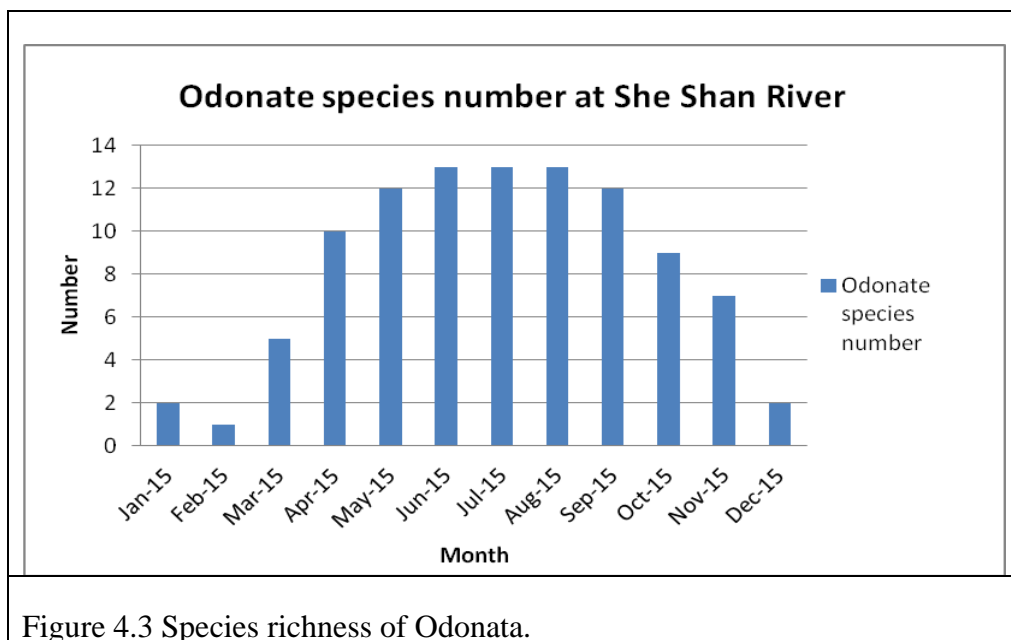 Odonate species number at She Shan River
14
12
10
8
6
4
2
0
Number
Jan-15
Feb-15
Mar-15
Apr-15
May-15
Jun-15
Jul-15
Aug-15
Sep-15
Oct-15
Nov-15
Dec-15
Month
Odonate
species
number
Figure 4.3 Species richness of Odonata.